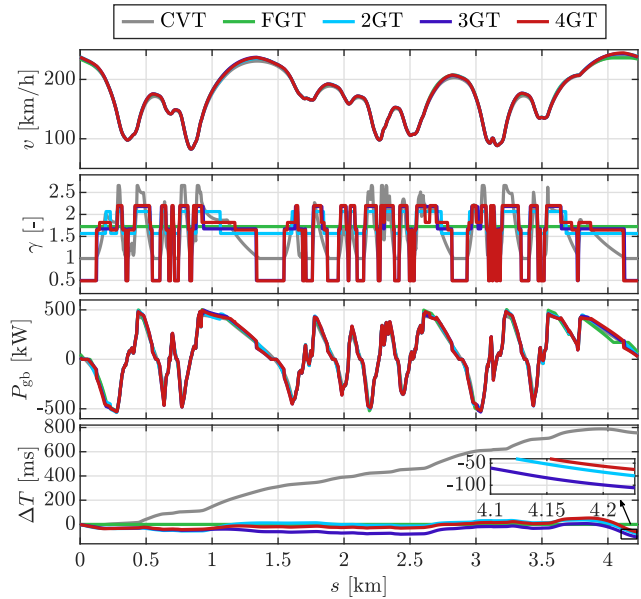 CVT FGT 2GT 3GT 4GT
v [km/h]
200
100
γ [-]
2.5
2
1.5
1
0.5
P_gb [kW]
500
0
-500
ΔT [ms]
800
600
400
200
0
-50
-100
4.1 4.15 4.2
0 0.5 1 1.5 2 2.5 3 3.5 4
s [km]